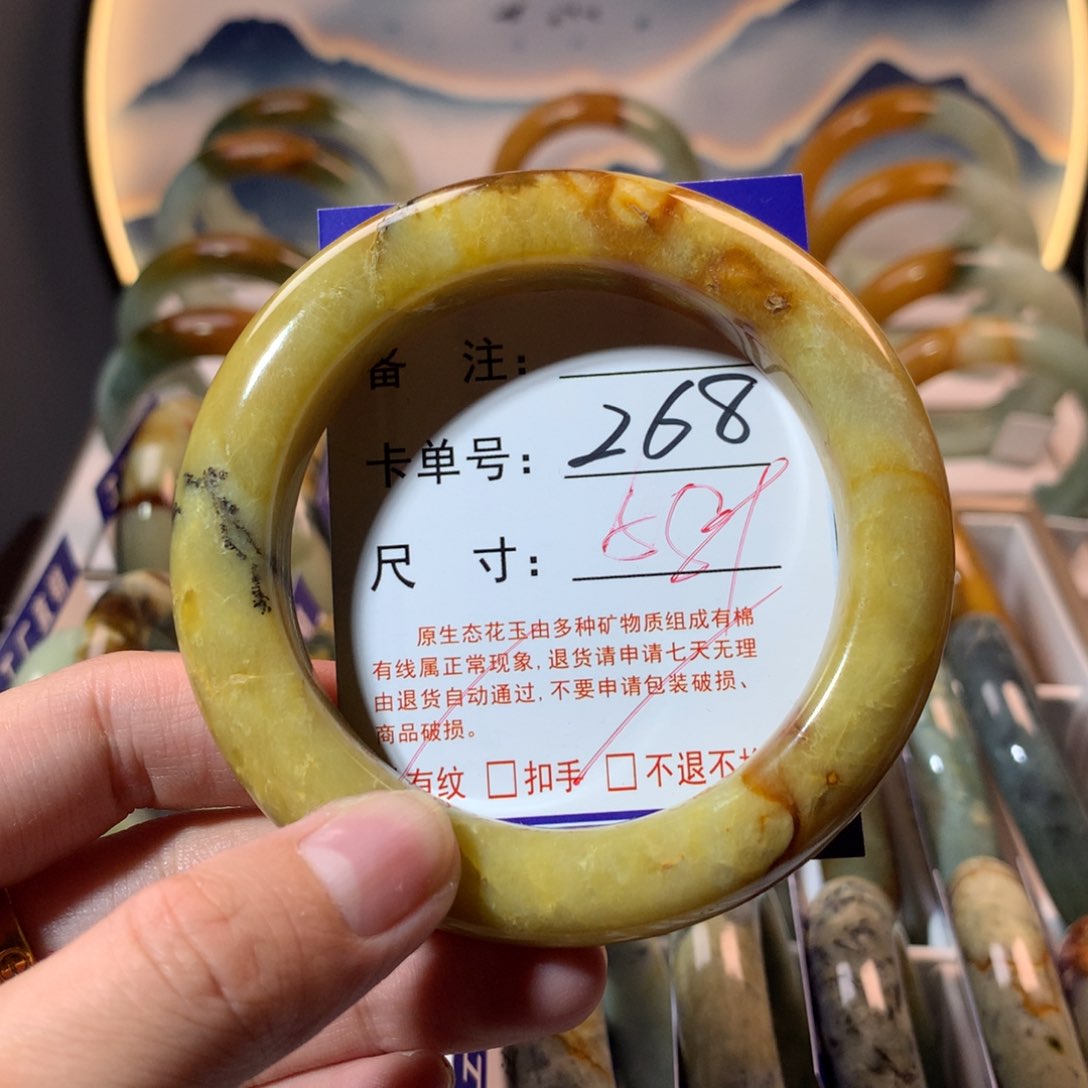 备 注：
卡单号：268
尺 寸：
原生态花玉由多种矿物质组成有棉
有线属正常现象，退货请申请七天无理
由退货自动通过，不要申请包装破损、
商品破损。
有纹 □扣手 □不退不